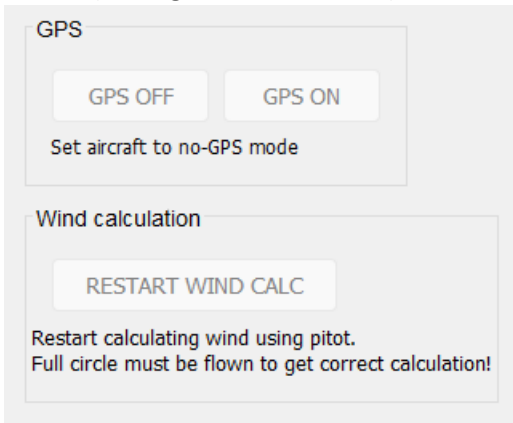 GPS
GPS OFF GPS ON
Set aircraft to no-GPS mode
Wind calculation
RESTART WIND CALC
Restart calculating wind using pitot.
Full circle must be flown to get correct calculation!